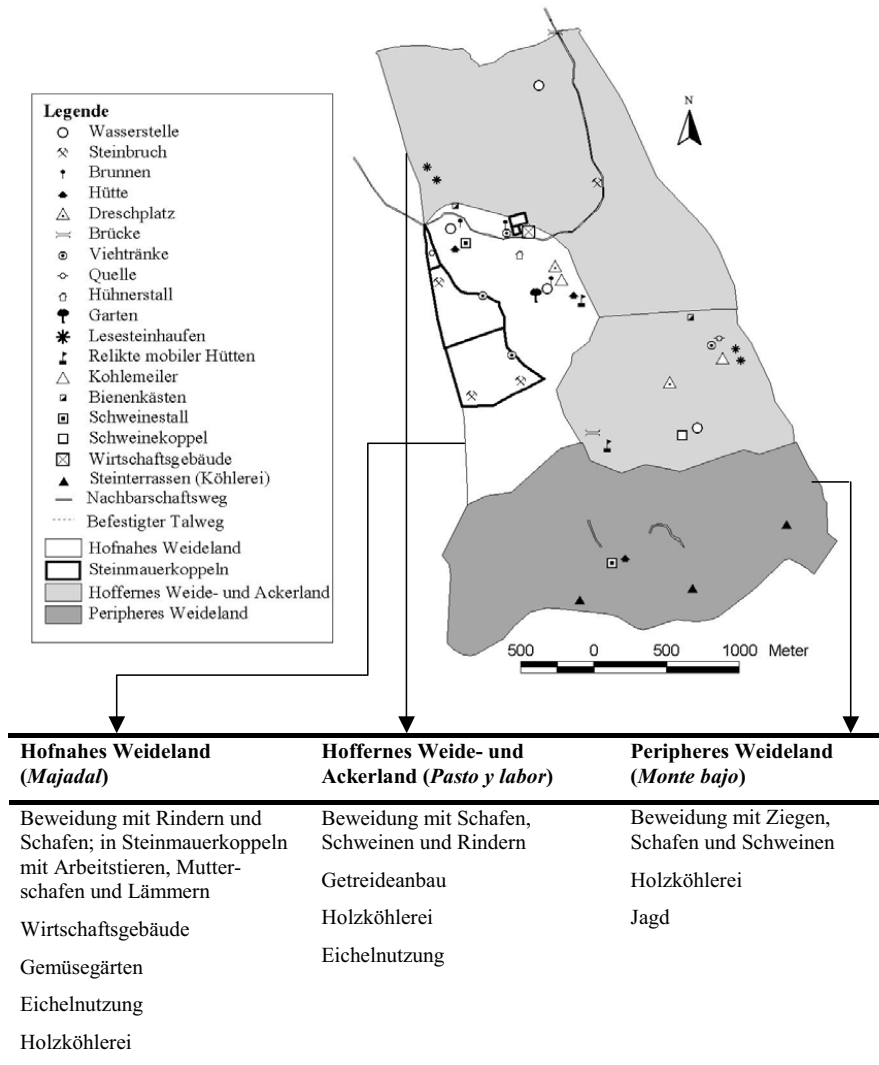 N
Legende
Wasserstelle
Steinbruch
Brunnen
Hütte
Dreschplatz
Brücke
Viehtränke
Quelle
Hühnerstall
Garten
Lesesteinhaufen
Relikte mobiler Hütten
Kohlemeiler
Bienenkästen
Schweinestall
Schweinekoppel
Wirtschaftsgebäude
Steinterrassen (Köhlerei)
Nachbarschaftsweg
Befestigter Talweg
Hofnahes Weideland
Steinmauerkoppeln
Hoffernes Weide- und Ackerland
Peripheres Weideland
500 0 500 1000 Meter
Hofnahes Weideland
(Majadal)
Beweidung mit Rindern und
Schafen; in Steinmauerkoppeln
mit Arbeitstieren, Mutter-
schafen und Lämmern
Wirtschaftsgebäude
Gemüsegärten
Eichelnutzung
Holzköhlerei
Hoffernes Weide- und
Ackerland (Pasto y labor)
Beweidung mit Schafen,
Schweinen und Rindern
Getreideanbau
Holzköhlerei
Eichelnutzung
Peripheres Weideland
(Monte bajo)
Beweidung mit Ziegen,
Schafen und Schweinen
Holzköhlerei
Jagd